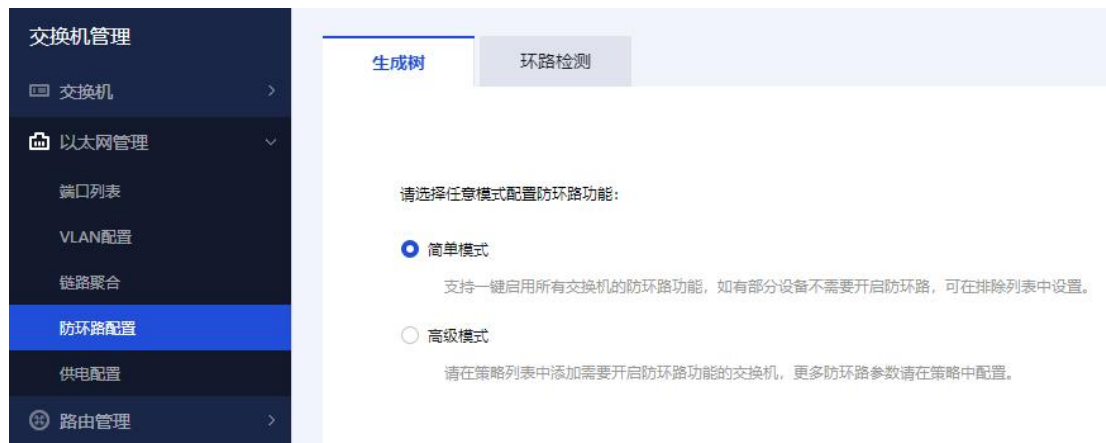 交换机管理
交换机
以太网管理
端口列表
VLAN配置
链路聚合
防环路配置
供电配置
路由管理
生成树
环路检测
请选择任意模式配置防环路功能：
简单模式
支持一键启用所有交换机的防环路功能，如有部分设备不需要开启防环路，可在排除列表中设置。
高级模式
请在策略列表中添加需要开启防环路功能的交换机，更多防环路参数请在策略中配置。